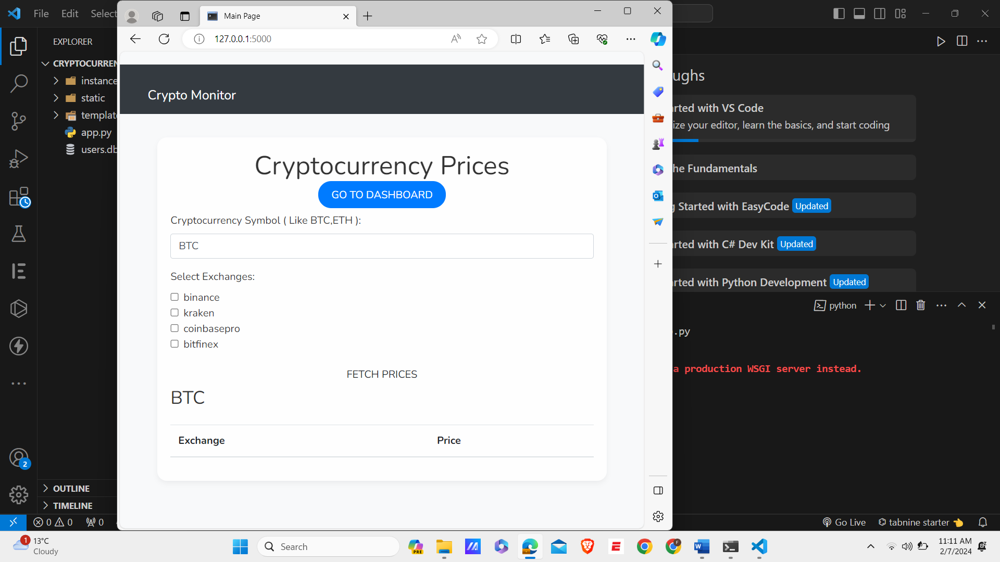 File Edit Select
EXPLORER
CRYPTOCURREN
instance
static
template
app.py
users.db
OUTLINE
TIMELINE
2
0 0 0
Main Page
127.0.0.1:5000
Crypto Monitor
Cryptocurrency Prices
GO TO DASHBOARD
Cryptocurrency Symbol ( Like BTC,ETH ):
BTC
Select Exchanges:
binance
kraken
coinbasepro
bitfinex
FETCH PRICES
BTC
Exchange Price
ughs
rted with VS Code
ize your editor, learn the basics, and start coding
he Fundamentals
g Started with EasyCode Updated
rted with C# Dev Kit Updated
rted with Python Development Updated
python
.py
a production WSGI server instead.
Go Live tabnine starter
1
13°C
Cloudy
Search
PRE
F
11:11 AM
2/7/2024